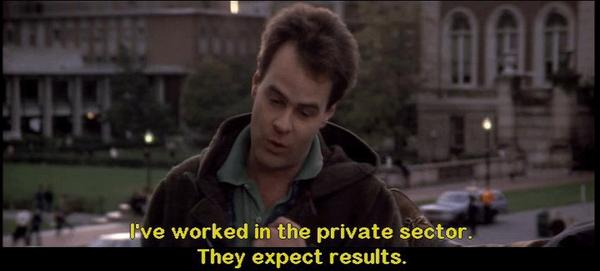 I've worked in the private sector.
They expect results.